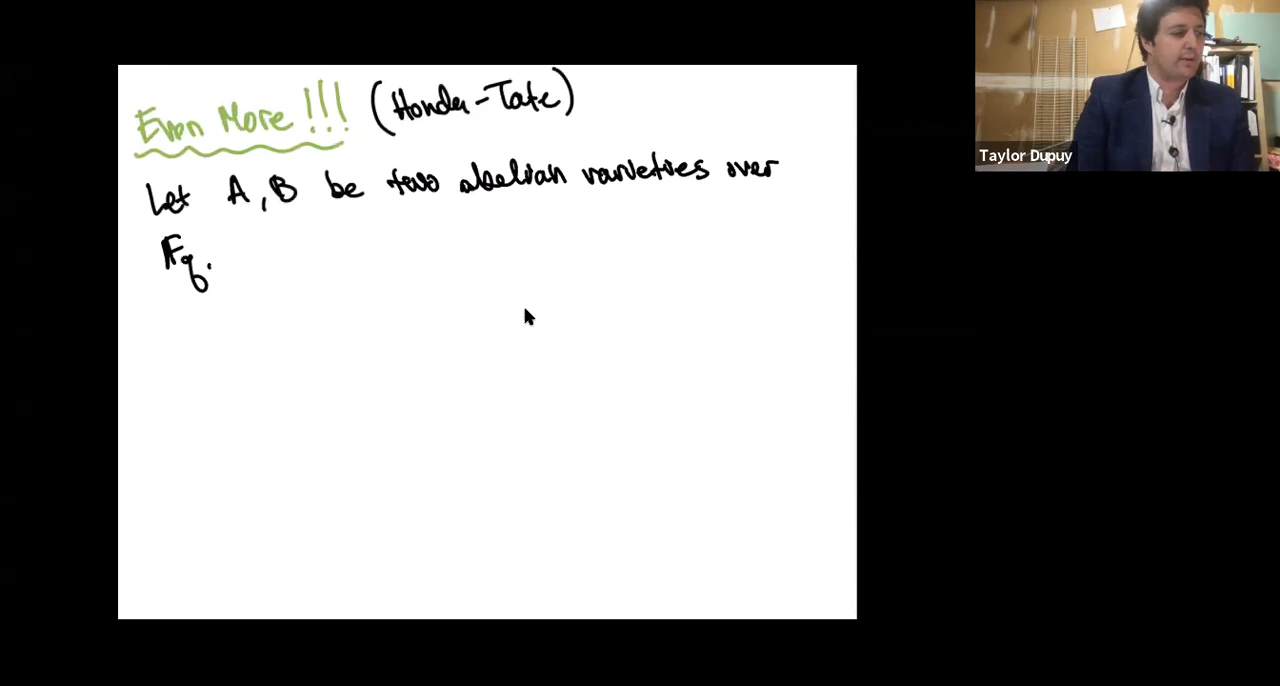 Even More!!! (Honda-Tate)
Let A, B be two abelian varieties over
Fq.
Taylor Dupuy